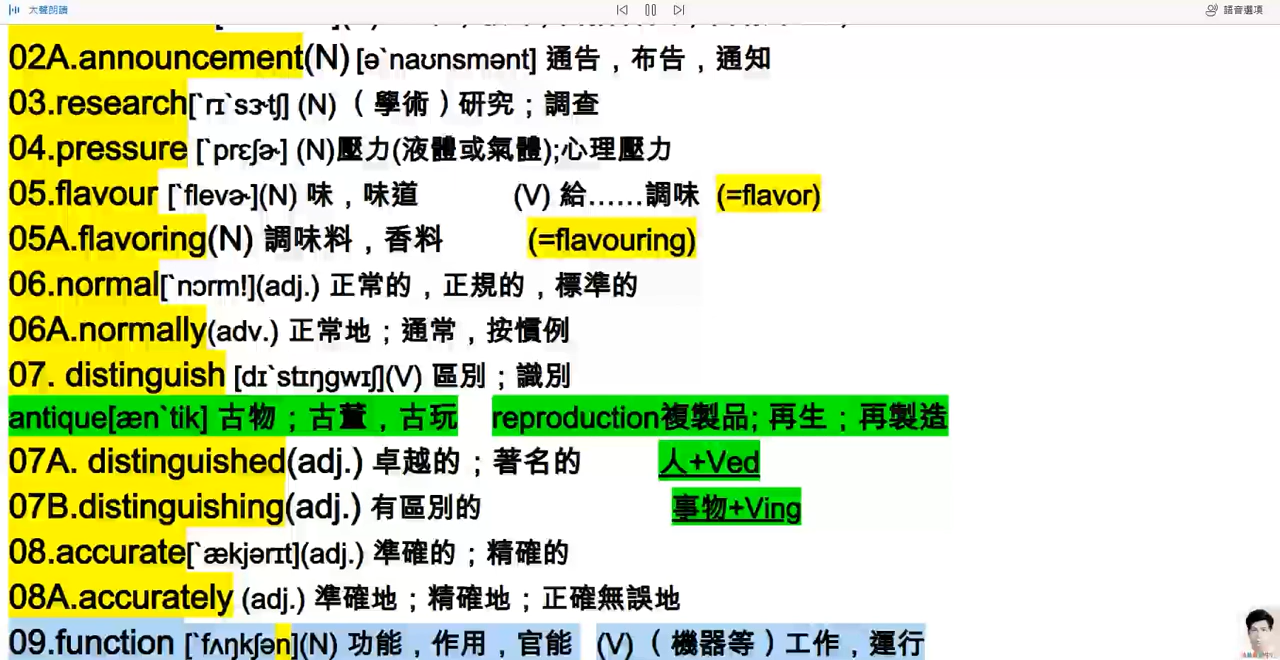 大聲朗讀
語音選項
02A.announcement(N) [ə`naʊnsmənt] 通告，布告，通知
03.research[`rɪ`sɝtʃ] (N) （學術）研究；調查
04.pressure [`prɛʃɚ] (N)壓力(液體或氣體);心理壓力
05.flavour [`flevɚ](N) 味，味道 (V) 給……調味 (=flavor)
05A.flavoring(N) 調味料，香料 (=flavouring)
06.normal[`nɔrm!](adj.) 正常的，正規的，標準的
06A.normally(adv.) 正常地；通常，按慣例
07. distinguish [dɪ`stɪŋgwɪʃ](V) 區別；識別
antique[æn`tik] 古物；古董，古玩 reproduction複製品; 再生；再製造
07A. distinguished(adj.) 卓越的；著名的 人+Ved
07B.distinguishing(adj.) 有區別的 事物+Ving
08.accurate[`ækjərɪt](adj.) 準確的；精確的
08A.accurately (adj.) 準確地；精確地；正確無誤地
09.function [`fʌŋkʃən](N) 功能，作用，官能 (V) （機器等）工作，運行